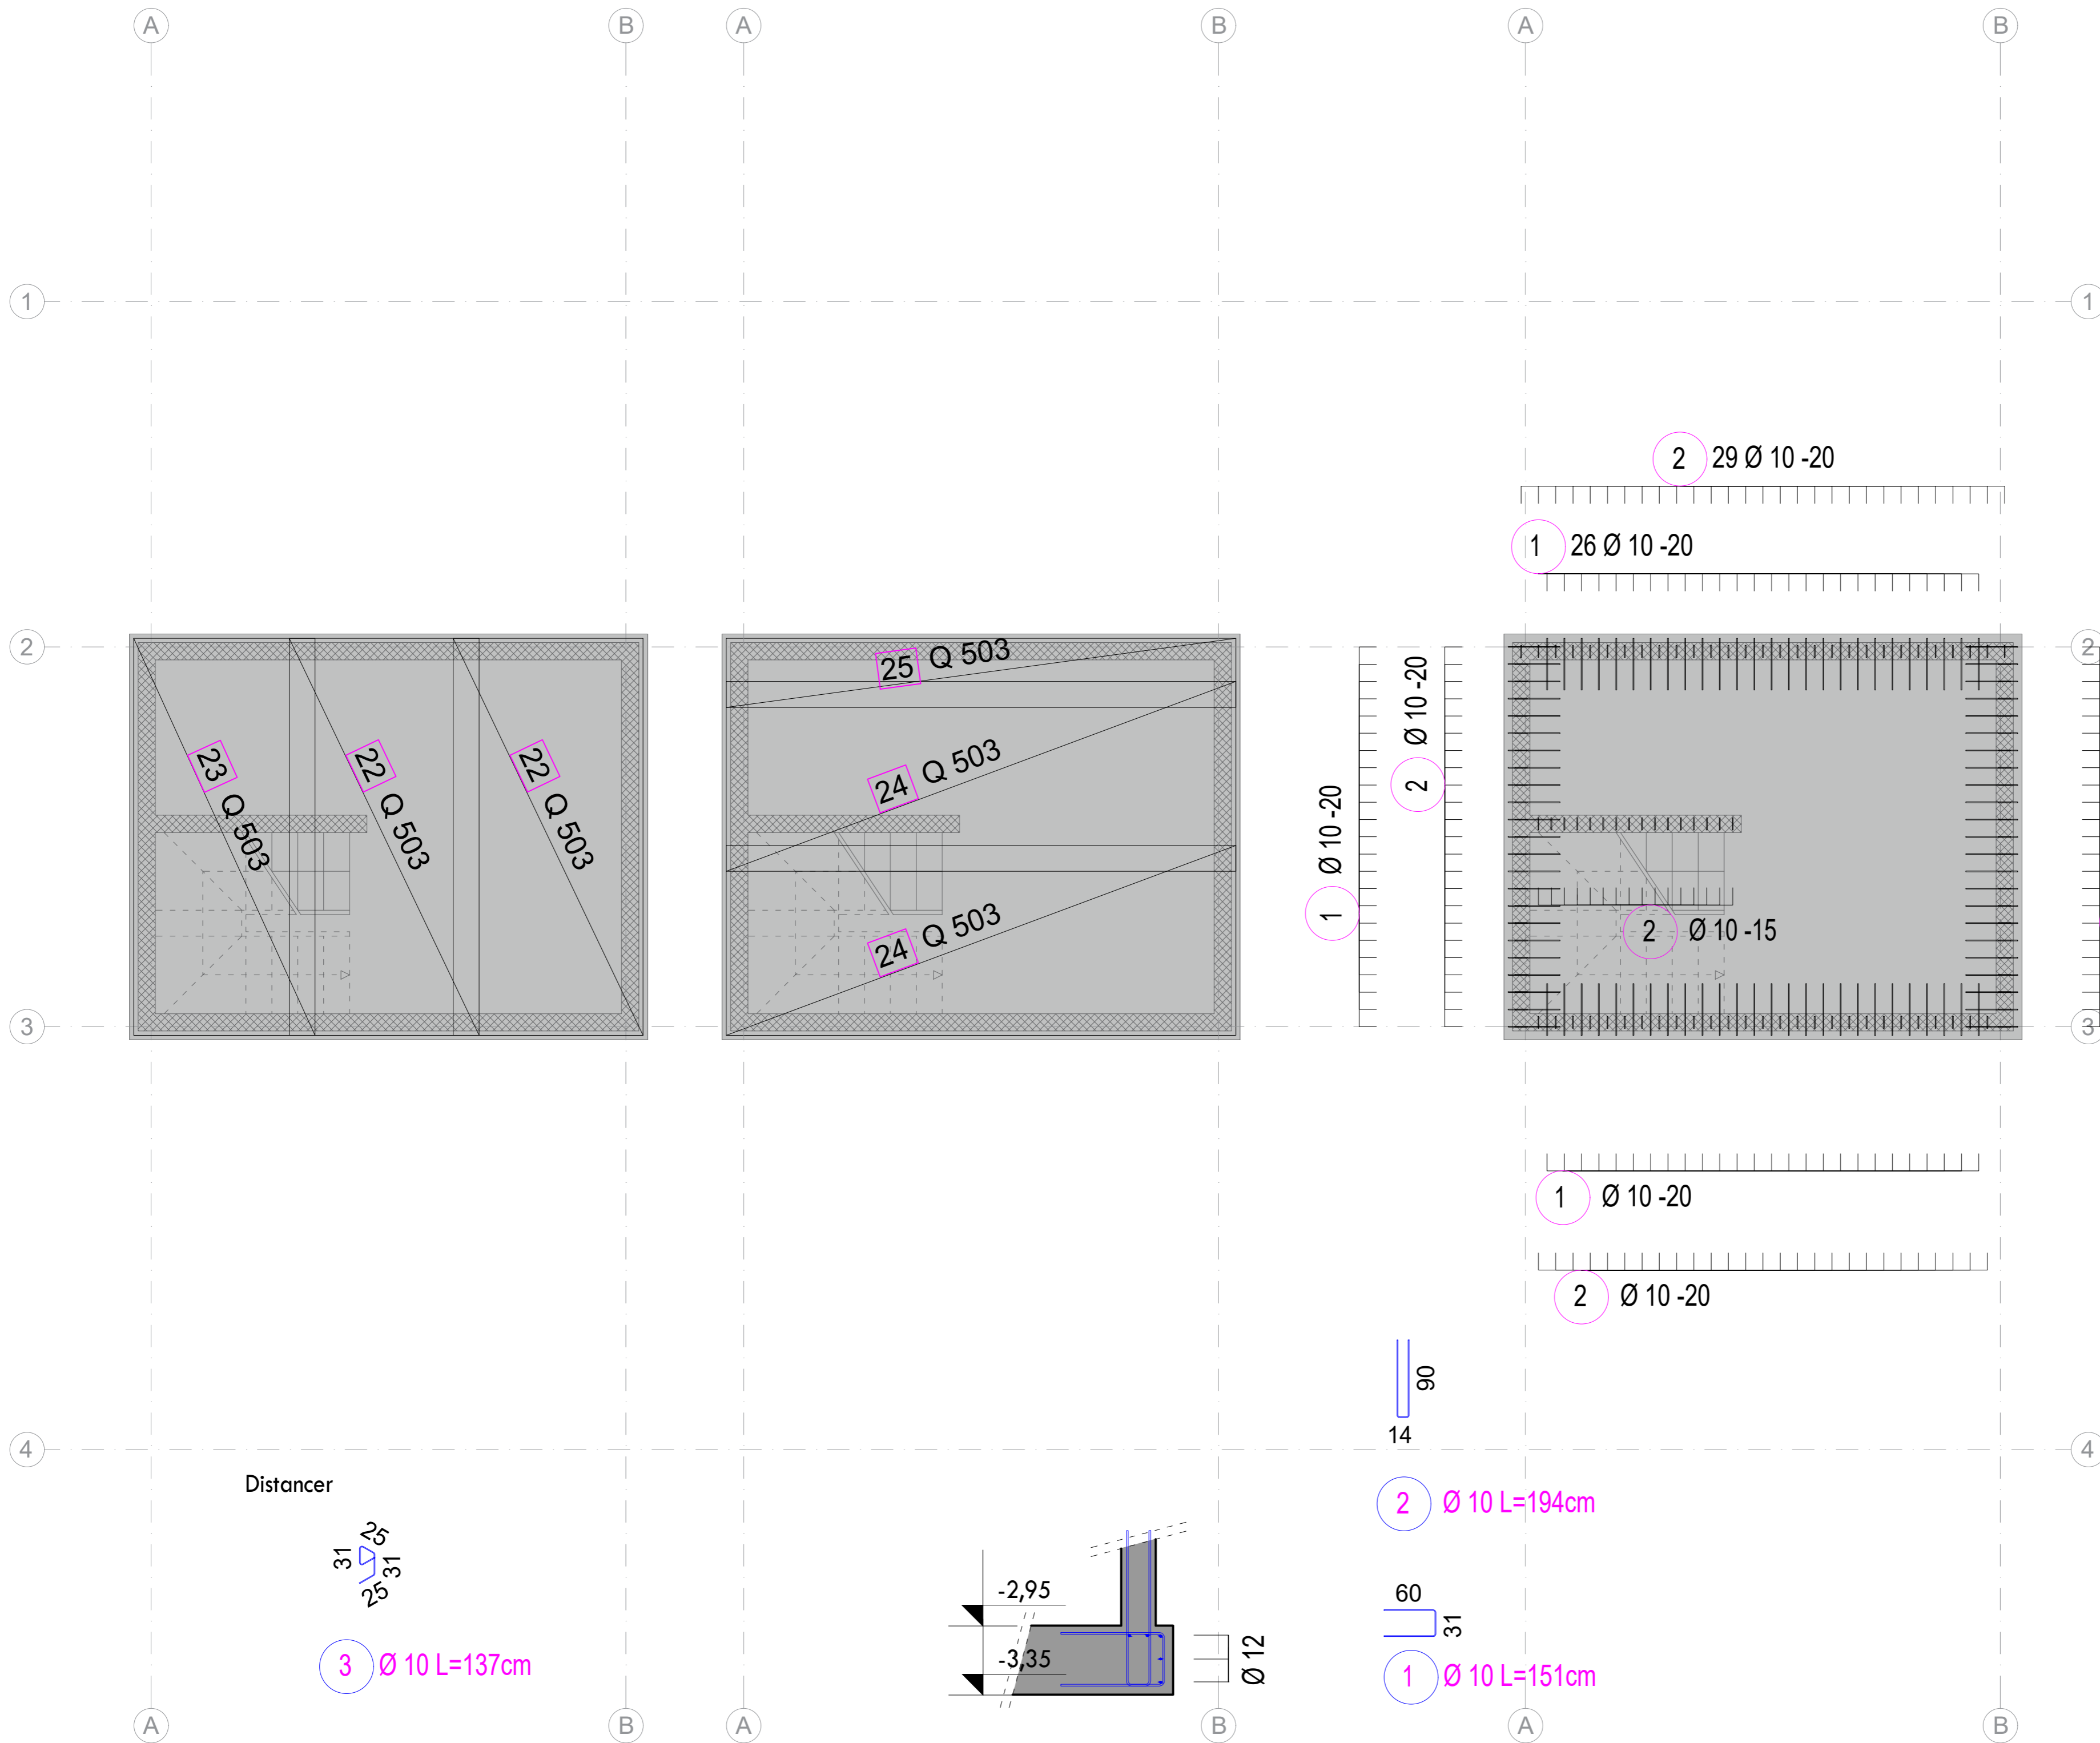 A B A B A B
1 1
2 29 Ø 10 -20
1 26 Ø 10 -20
2 2
25 Q 503
23 Q 503
22 Q 503
22 Q 503
24 Q 503
24 Q 503
1 Ø 10 -20
2 Ø 10 -20
2 Ø 10 -15
3 3
1 Ø 10 -20
2 Ø 10 -20
90
14
4 4
Distancer
2 Ø 10 L=194cm
25
31
31
25
-2,95
-3,35
Ø 12
60
31
3 Ø 10 L=137cm
1 Ø 10 L=151cm
A B A B A B